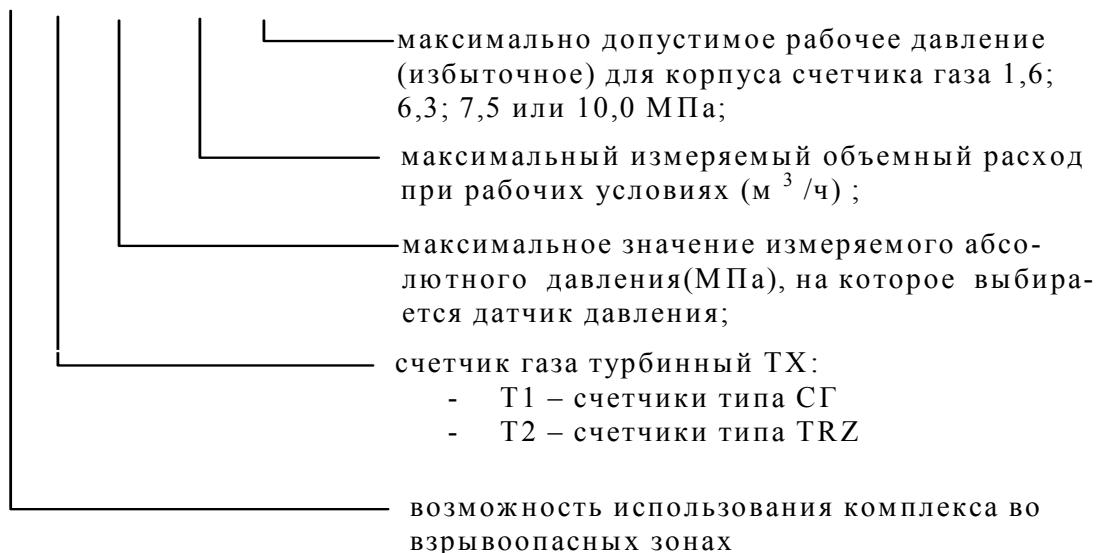 максимально допустимое рабочее давление
(избыточное) для корпуса счетчика газа 1,6;
6,3; 7,5 или 10,0 МПа;
максимальный измеряемый объемный расход
при рабочих условиях (м ³ /ч) ;
максимальное значение измеряемого абсо-
лютного давления(МПа), на которое выбира-
ется датчик давления;
счетчик газа турбинный ТХ:
- Т1 – счетчики типа СГ
- Т2 – счетчики типа TRZ
возможность использования комплекса во
взрывоопасных зонах